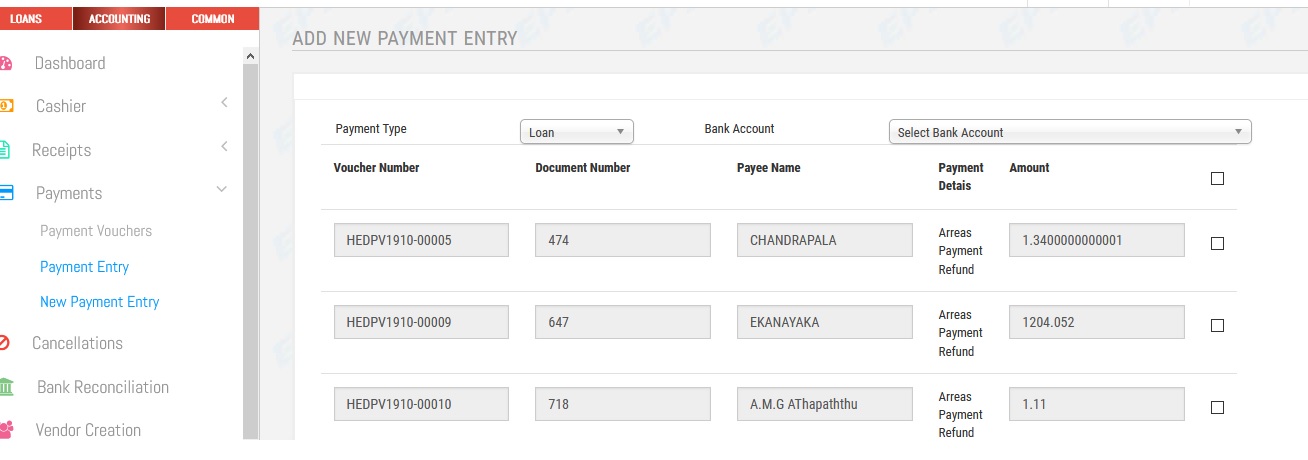 LOANS ACCOUNTING COMMON
Dashboard
Cashier
Receipts
Payments
Payment Vouchers
Payment Entry
New Payment Entry
Cancellations
Bank Reconciliation
Vendor Creation
ADD NEW PAYMENT ENTRY
Payment Type Loan Bank Account Select Bank Account
Voucher Number Document Number Payee Name Payment Amount
Detais
HEDPV1910-00005 474 CHANDRAPALA Arreas 1.3400000000001
Payment
Refund
HEDPV1910-00009 647 EKANAYAKA Arreas 1204.052
Payment
Refund
HEDPV1910-00010 718 A.M.G AThapaththu Arreas 1.11
Payment
Refund